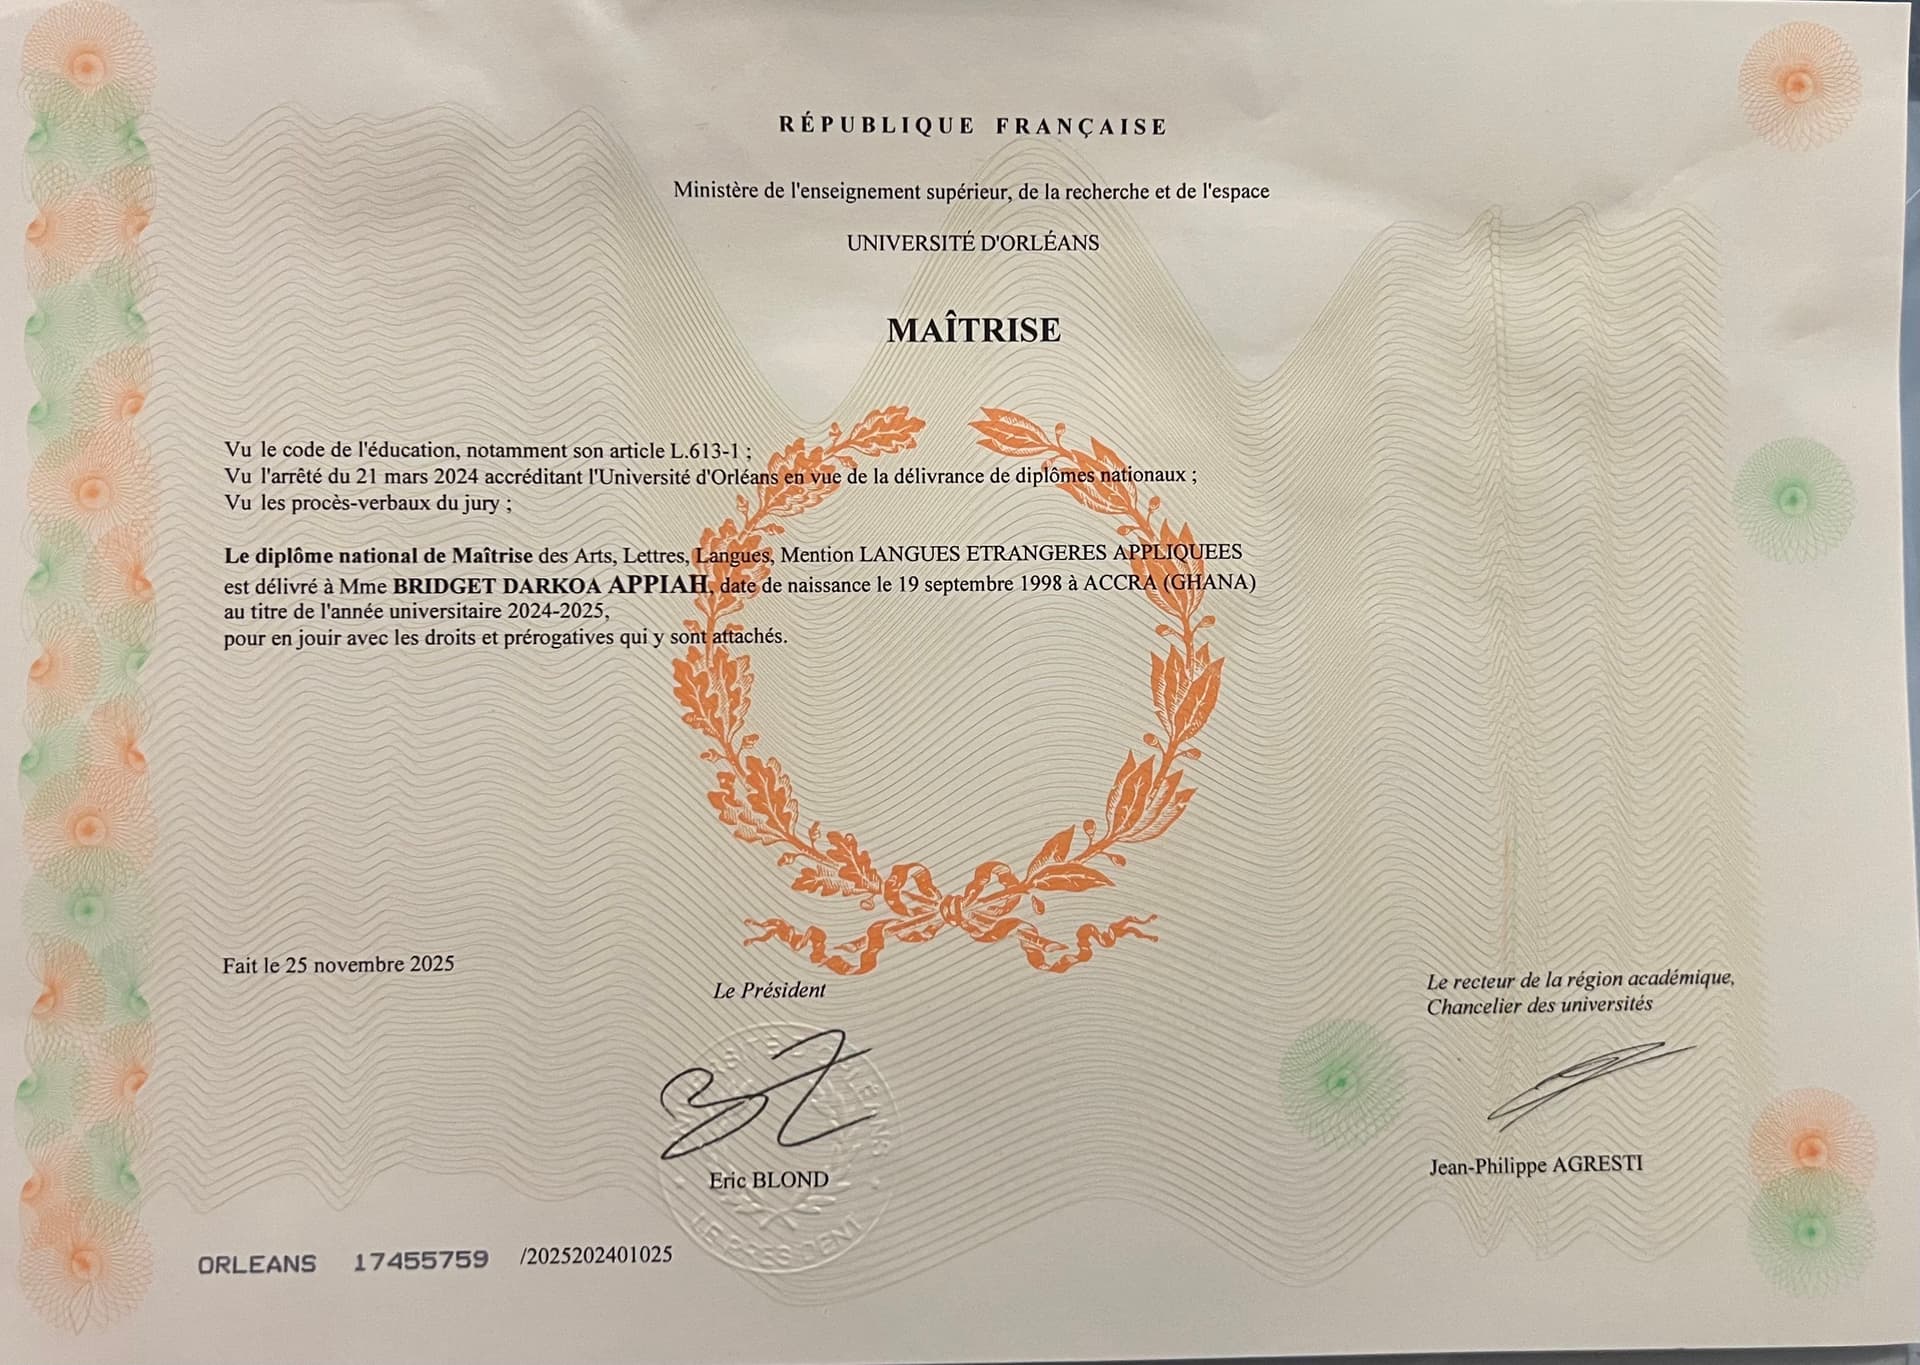 RÉPUBLIQUE FRANÇAISE
Ministère de l'enseignement supérieur, de la recherche et de l'espace
UNIVERSITÉ D'ORLÉANS
MAÎTRISE
Vu le code de l'éducation, notamment son article L.613-1 ;
Vu l'arrêté du 21 mars 2024 accréditant l'Université d'Orléans en vue de la délivrance de diplômes nationaux ;
Vu les procès-verbaux du jury ;
Le diplôme national de Maîtrise des Arts, Lettres, Langues, Mention LANGUES ETRANGERES APPLIQUEES
est délivré à Mme BRIDGET DARKOA APPIAH, date de naissance le 19 septembre 1998 à ACCRA (GHANA)
au titre de l'année universitaire 2024-2025,
pour en jouir avec les droits et prérogatives qui y sont attachés.
Fait le 25 novembre 2025
Le Président
Eric BLOND
LE PRESIDENT
Le recteur de la région académique,
Chancelier des universités
Jean-Philippe AGRESTI
ORLEANS 17455759 /2025202401025